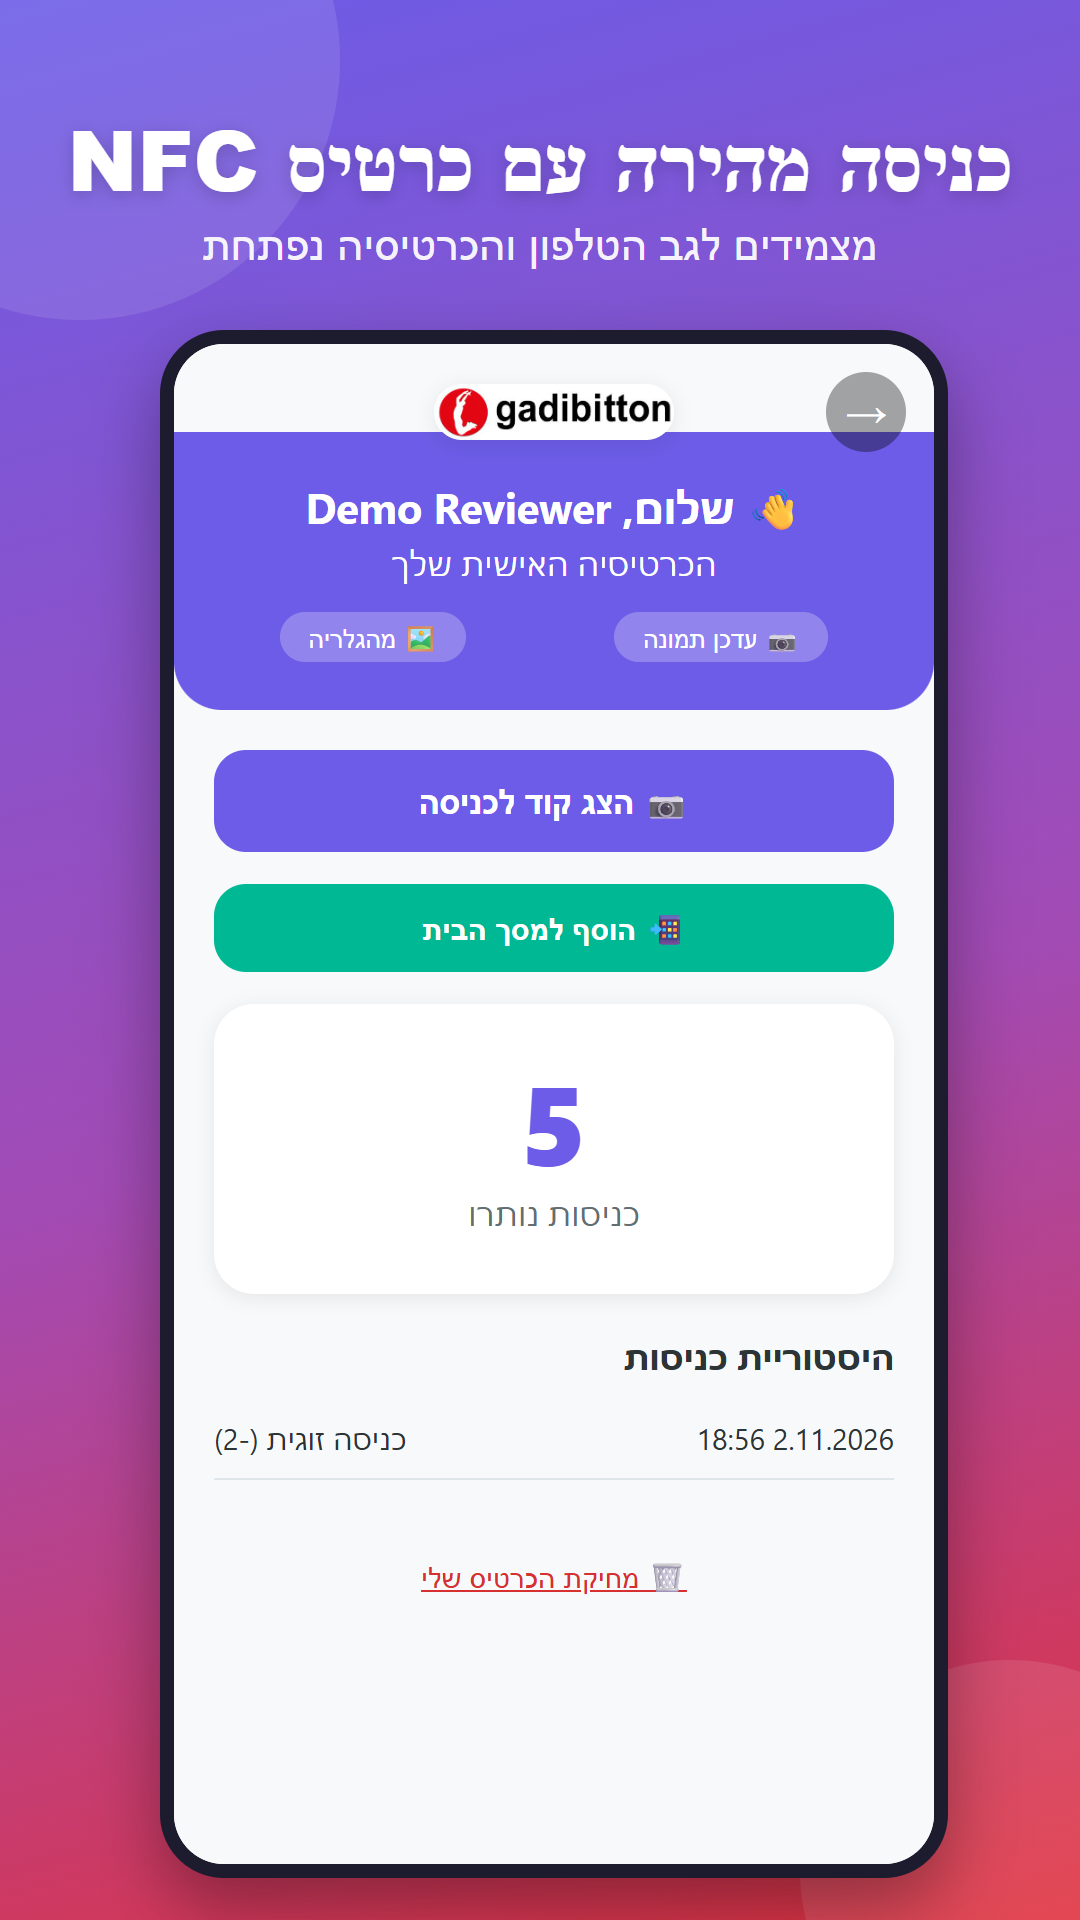 כניסה מהירה עם כרטיס NFC
מצמידים לגב הטלפון והכרטיסיה נפתחת
gadibitton
→
👋 שלום, Demo Reviewer
הכרטיסיה האישית שלך
📷 עדכן תמונה
🖼️ מהגלריה
📷 הצג קוד לכניסה
📲 הוסף למסך הבית
5
כניסות נותרו
היסטוריית כניסות
18:56 2.11.2026
כניסה זוגית (-2)
🗑️ מחיקת הכרטיס שלי